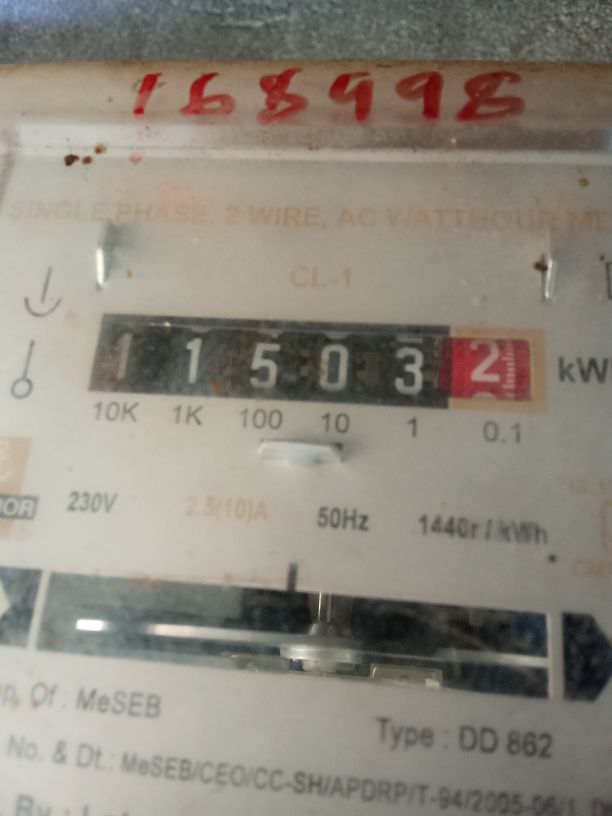 168998
SINGLE PHASE, 2 WIRE, AC WATTHOUR
CL-1
1 1 5 0 3 2
10K 1K 100 10 1 0.1
230V 2.5(10)A 50Hz 1440r/kWh
Of : MeSEB
Type : DD 862
No. & Dt.: MeSEB/CEO/CC-SH/APDRP/T-94/2005-06/1
By :